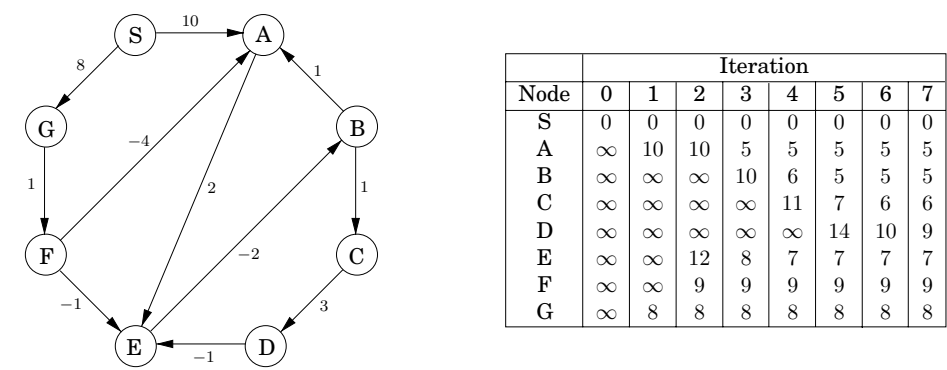 S
10
A
8
1
G
B
−4
1
2
1
F
−2
C
−1
3
E
−1
D
Iteration
Node 0 1 2 3 4 5 6 7
S 0 0 0 0 0 0 0 0
A ∞ 10 10 5 5 5 5 5
B ∞ ∞ ∞ 10 6 5 5 5
C ∞ ∞ ∞ ∞ 11 7 6 6
D ∞ ∞ ∞ ∞ ∞ 14 10 9
E ∞ ∞ 12 8 7 7 7 7
F ∞ ∞ 9 9 9 9 9 9
G ∞ 8 8 8 8 8 8 8